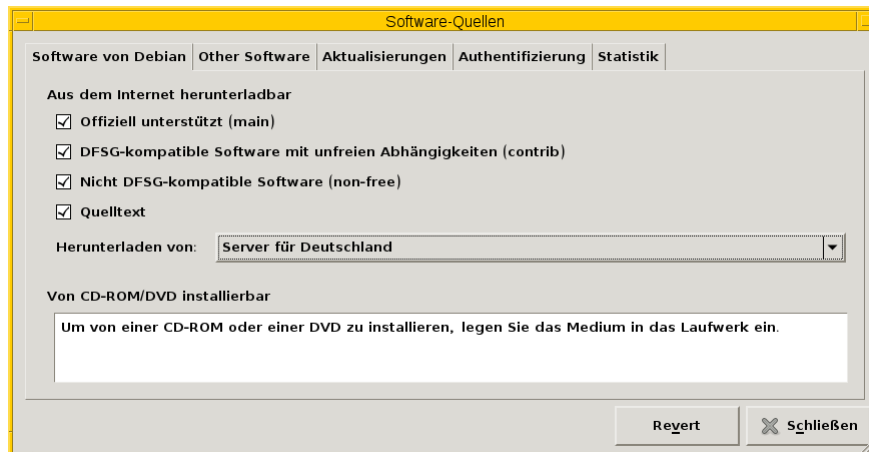 Software-Quellen
Software von Debian Other Software Aktualisierungen Authentifizierung Statistik
Aus dem Internet herunterladbar
Offiziell unterstützt (main)
DFSG-kompatible Software mit unfreien Abhängigkeiten (contrib)
Nicht DFSG-kompatible Software (non-free)
Quelltext
Herunterladen von: Server für Deutschland
Von CD-ROM/DVD installierbar
Um von einer CD-ROM oder einer DVD zu installieren, legen Sie das Medium in das Laufwerk ein.
Revert Schließen